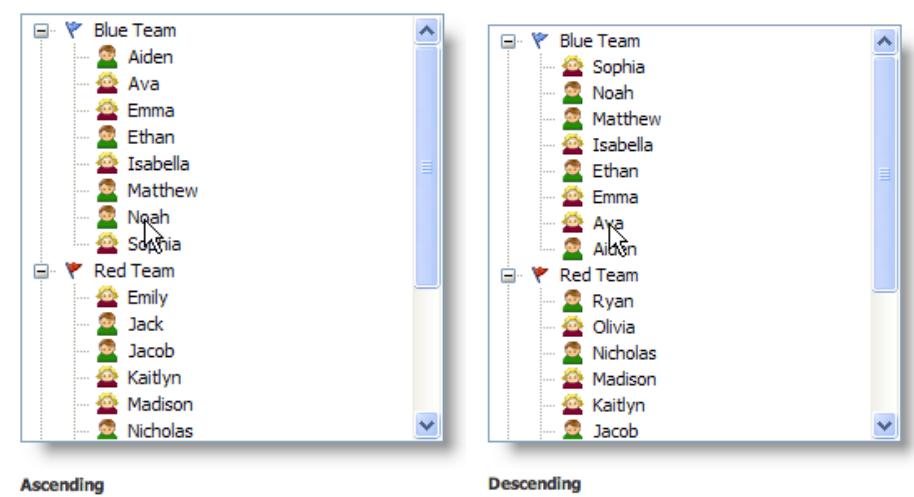 Blue Team
Aiden
Ava
Emma
Ethan
Isabella
Matthew
Noah
Sophia
Red Team
Emily
Jack
Jacob
Kaitlyn
Madison
Nicholas
Ascending
Blue Team
Sophia
Noah
Matthew
Isabella
Ethan
Emma
Ava
Aiden
Red Team
Ryan
Olivia
Nicholas
Madison
Kaitlyn
Jacob
Descending